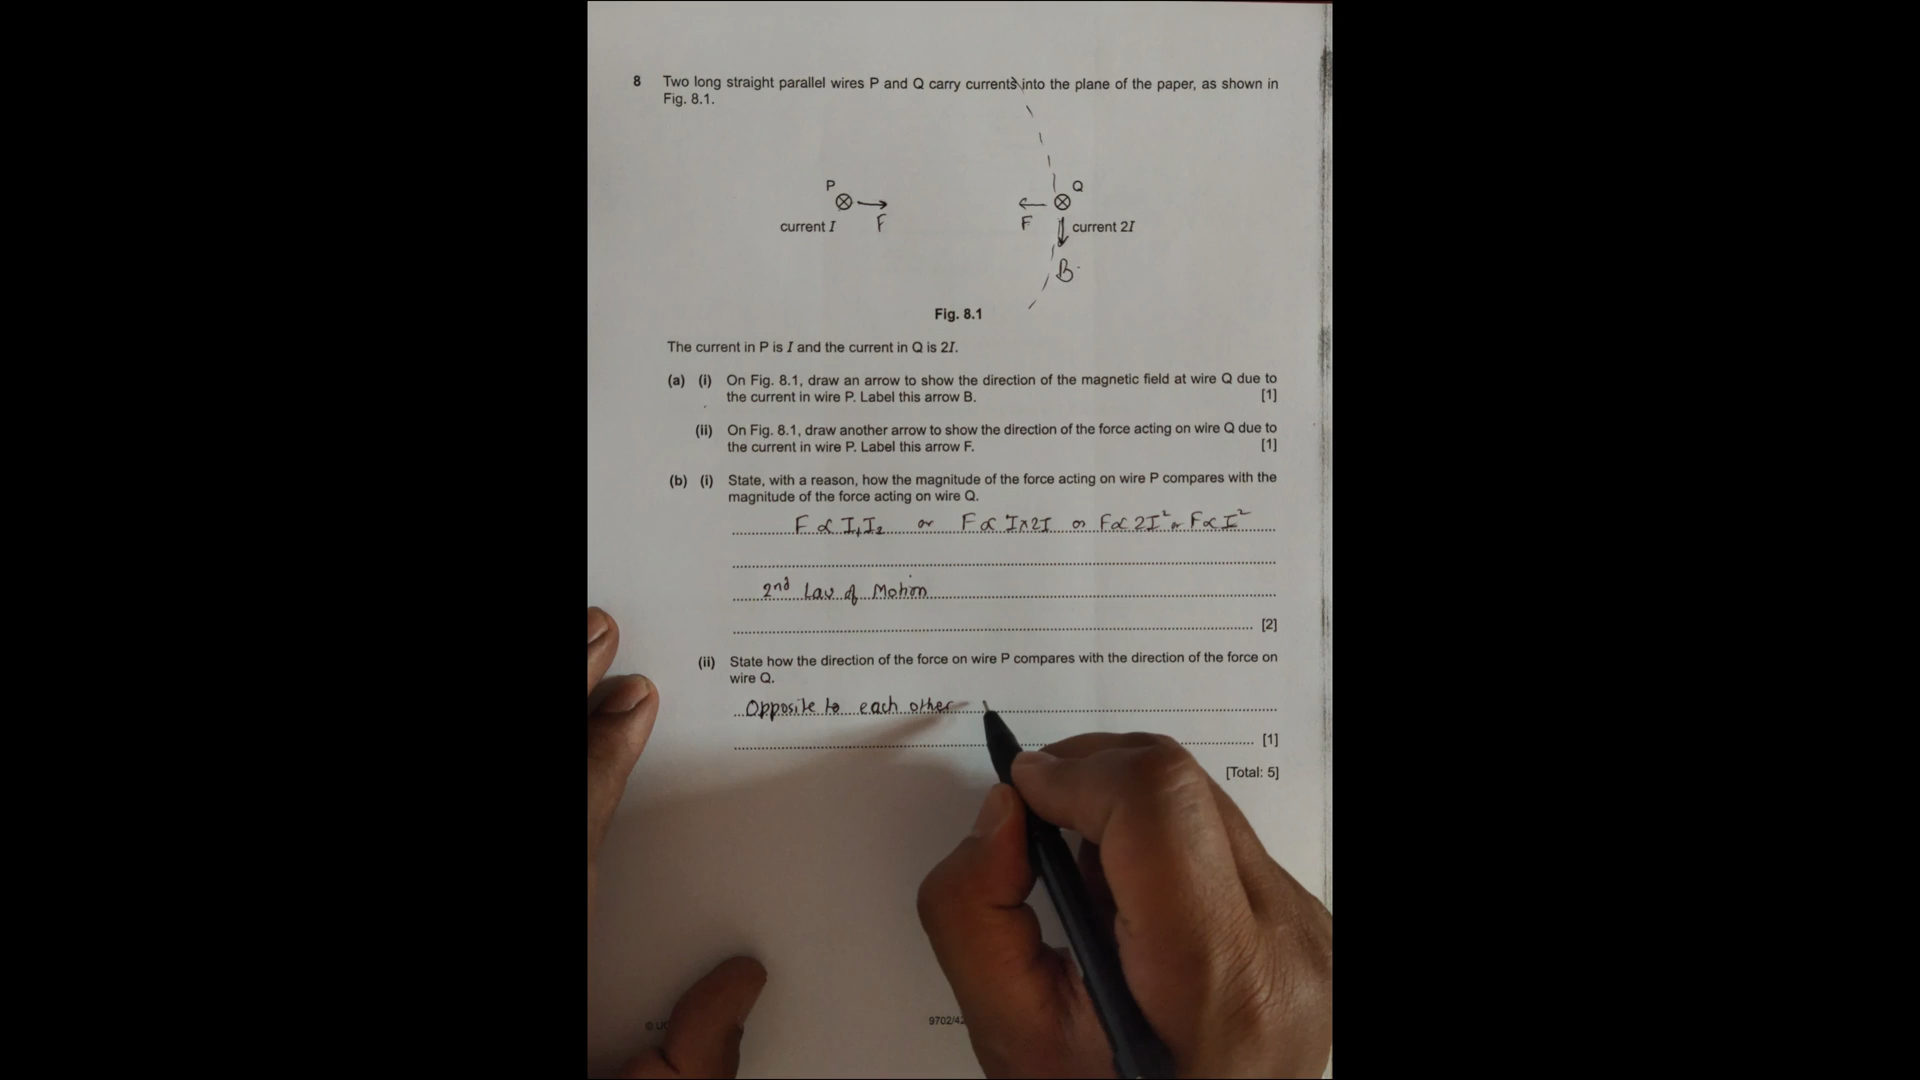 8 Two long straight parallel wires P and Q carry currents into the plane of the paper, as shown in
Fig. 8.1.
P Q
F F
current I current 2I
B
Fig. 8.1
The current in P is I and the current in Q is 2I.
(a) (i) On Fig. 8.1, draw an arrow to show the direction of the magnetic field at wire Q due to
the current in wire P. Label this arrow B. [1]
(ii) On Fig. 8.1, draw another arrow to show the direction of the force acting on wire Q due to
the current in wire P. Label this arrow F. [1]
(b) (i) State, with a reason, how the magnitude of the force acting on wire P compares with the
magnitude of the force acting on wire Q.
F ∝ I₁I₂ or F ∝ I×2I or F∝ 2I² or F∝I²
2nd Law of Motion
[2]
(ii) State how the direction of the force on wire P compares with the direction of the force on
wire Q.
Opposite to each other
[1]
[Total: 5]
9702/42